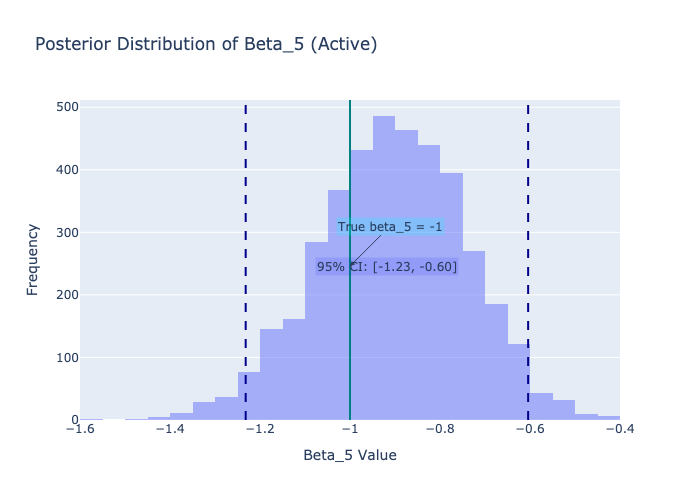 Posterior Distribution of Beta_5 (Active)
Frequency
500
400
300
200
100
0
True beta_5 = -1
95% CI: [-1.23, -0.60]
−1.6
−1.4
−1.2
−1
−0.8
−0.6
−0.4
Beta_5 Value